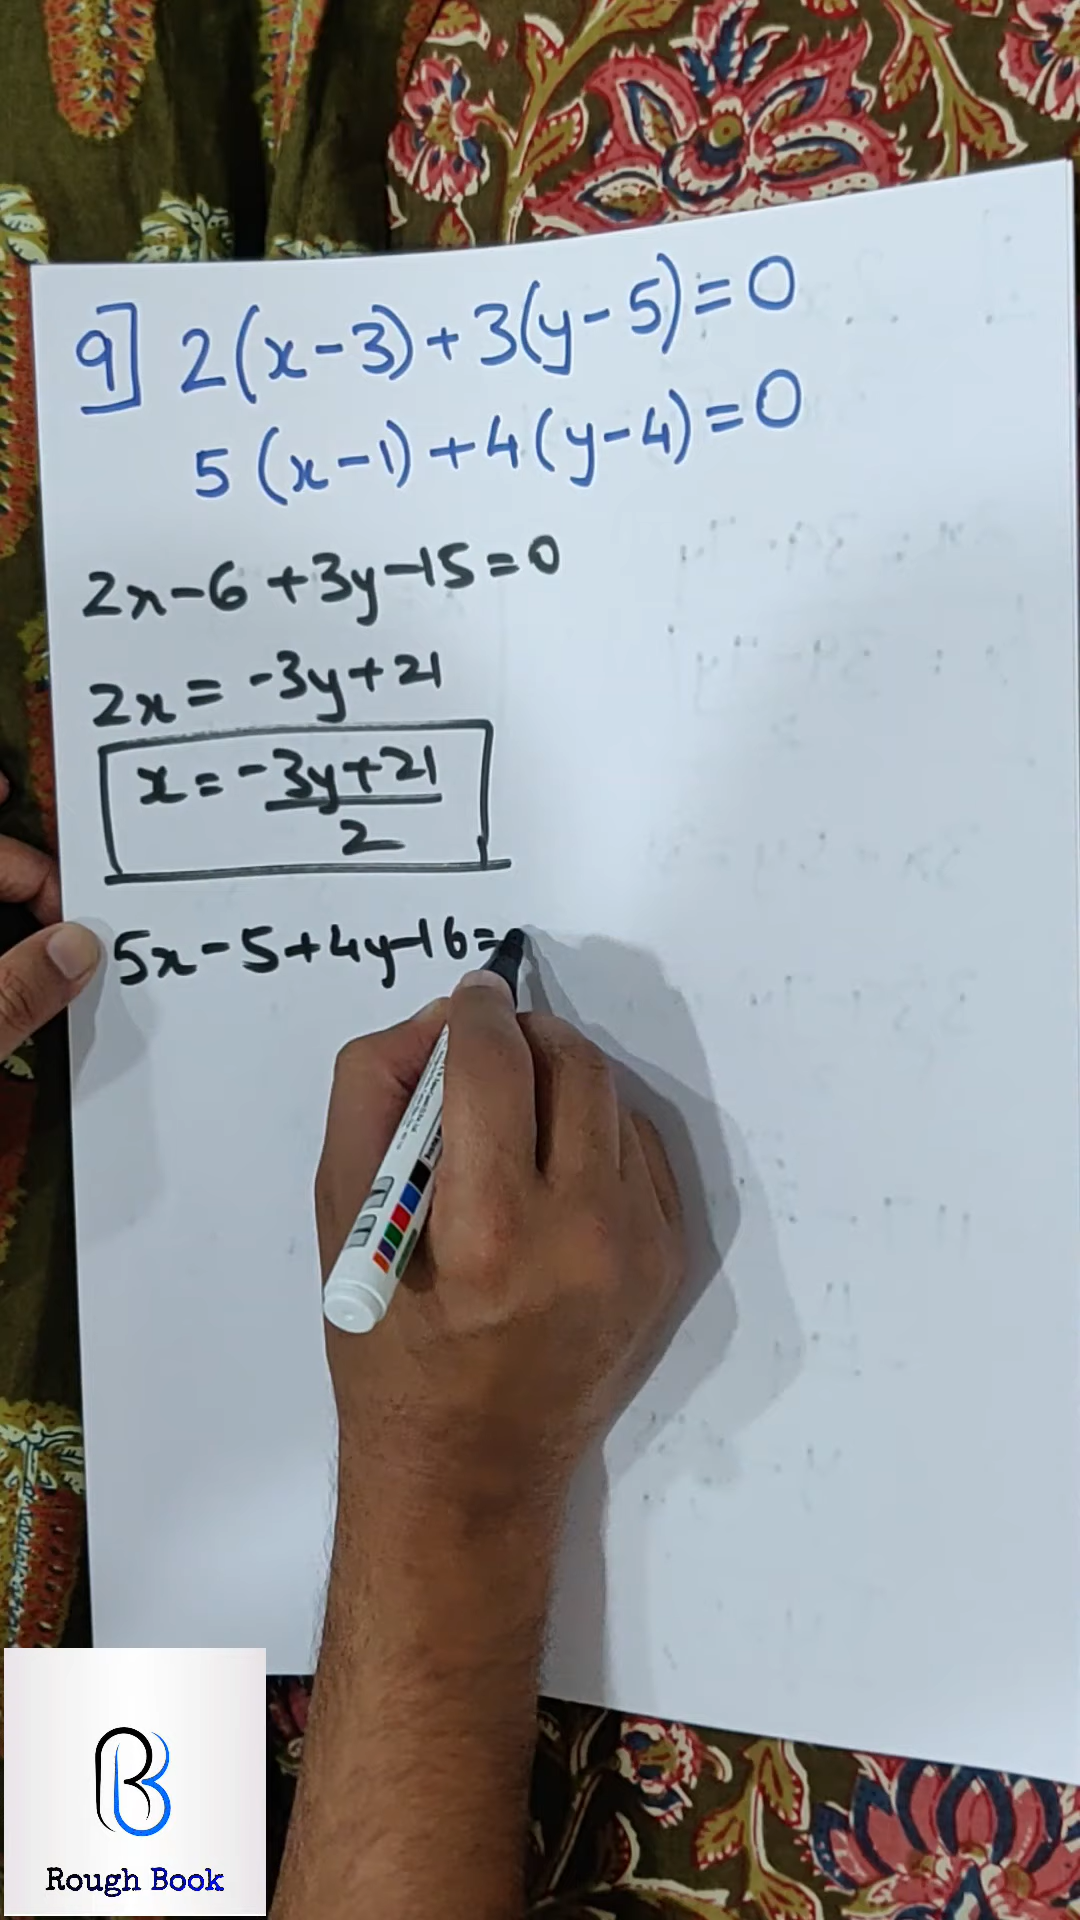 9] 2(x-3)+3(y-5)=0
5(x-1)+4(y-4)=0
2x-6+3y-15=0
2x=-3y+21
x=-3y+21
2
5x-5+4y-16=
Rough Book